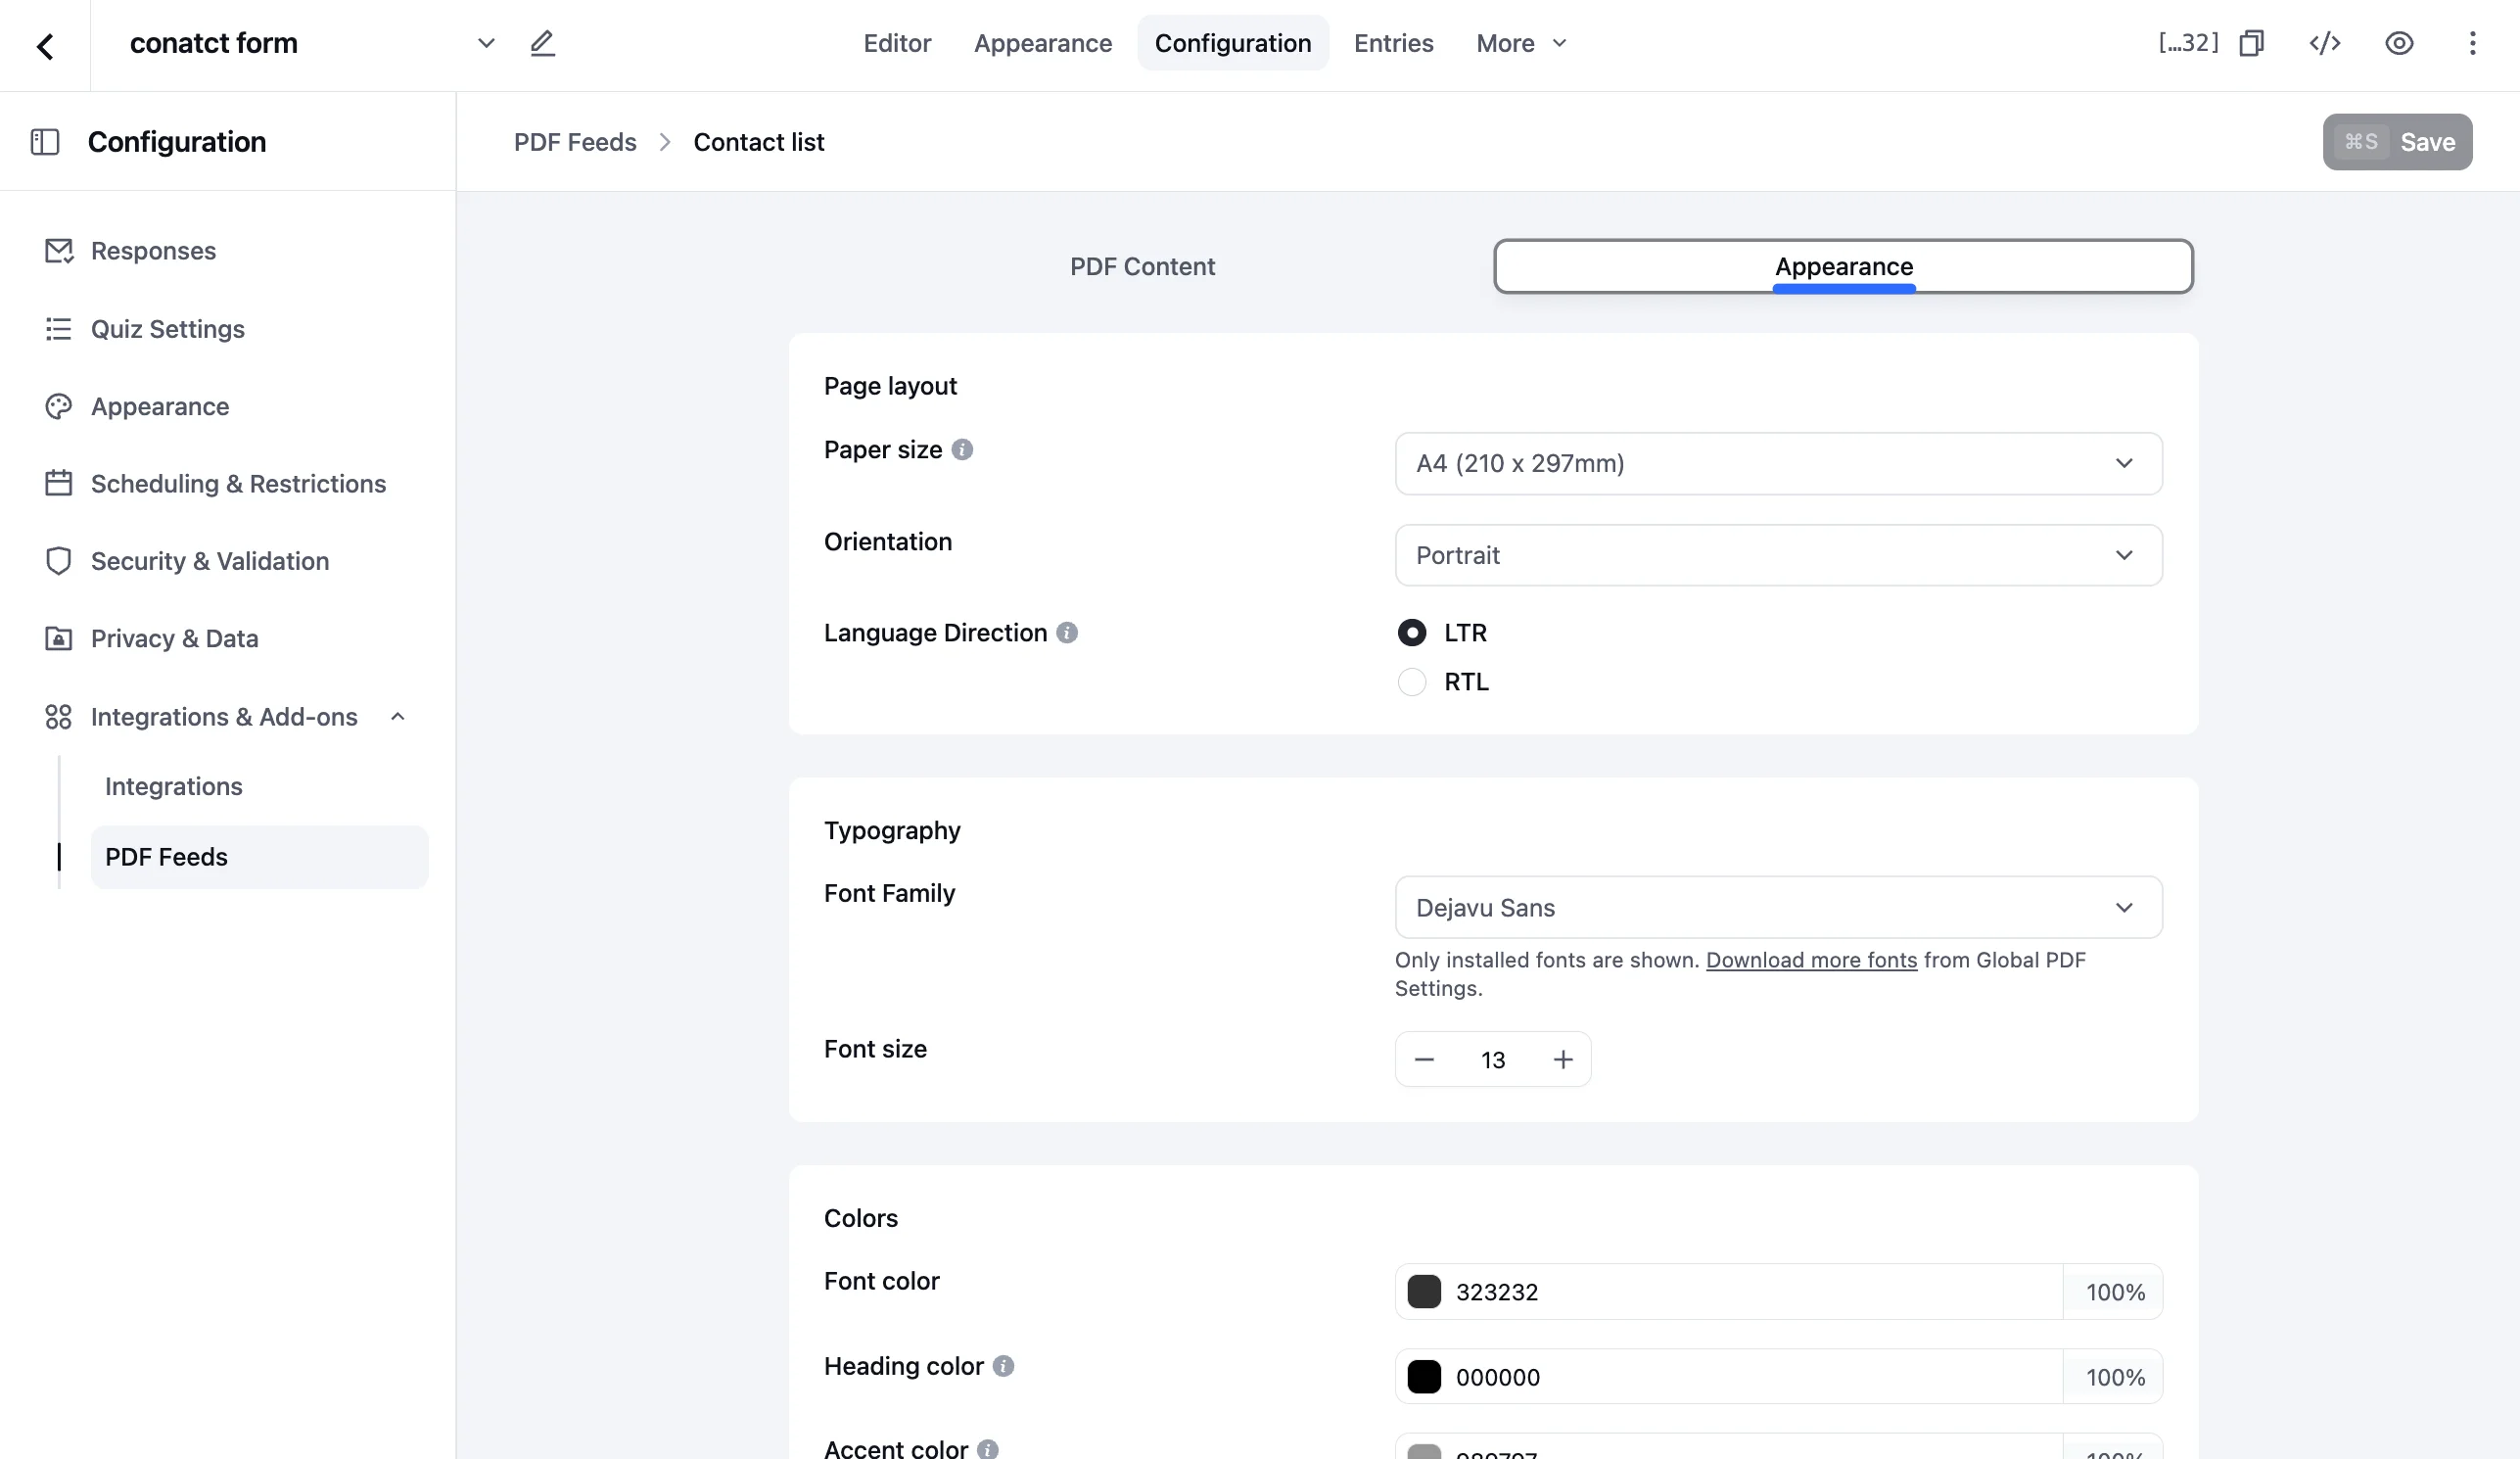 conatct form
Editor
Appearance
Configuration
Entries
More
[...32]
Configuration
PDF Feeds
Contact list
⌘S Save
Responses
Quiz Settings
Appearance
Scheduling & Restrictions
Security & Validation
Privacy & Data
Integrations & Add-ons
Integrations
PDF Feeds
PDF Content
Appearance
Page layout
Paper size
A4 (210 x 297mm)
Orientation
Portrait
Language Direction
LTR
RTL
Typography
Font Family
Dejavu Sans
Only installed fonts are shown. Download more fonts from Global PDF
Settings.
Font size
13
Colors
Font color
323232
100%
Heading color
000000
100%
Accent color